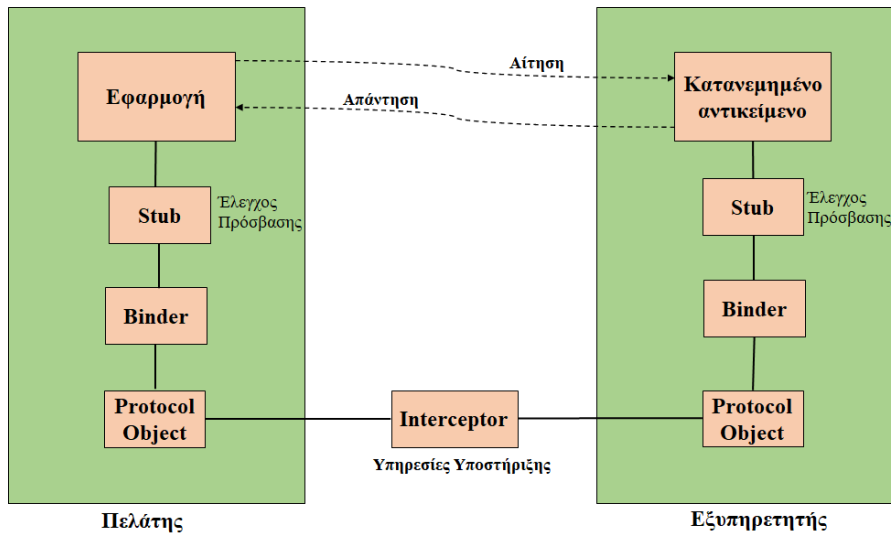 Αίτηση
Εφαρμογή
Απάντηση
Κατανεμημένο
αντικείμενο
Stub
Έλεγχος
Πρόσβασης
Stub
Έλεγχος
Πρόσβασης
Binder
Binder
Protocol
Object
Interceptor
Protocol
Object
Υπηρεσίες Υποστήριξης
Πελάτης
Εξυπηρετητής